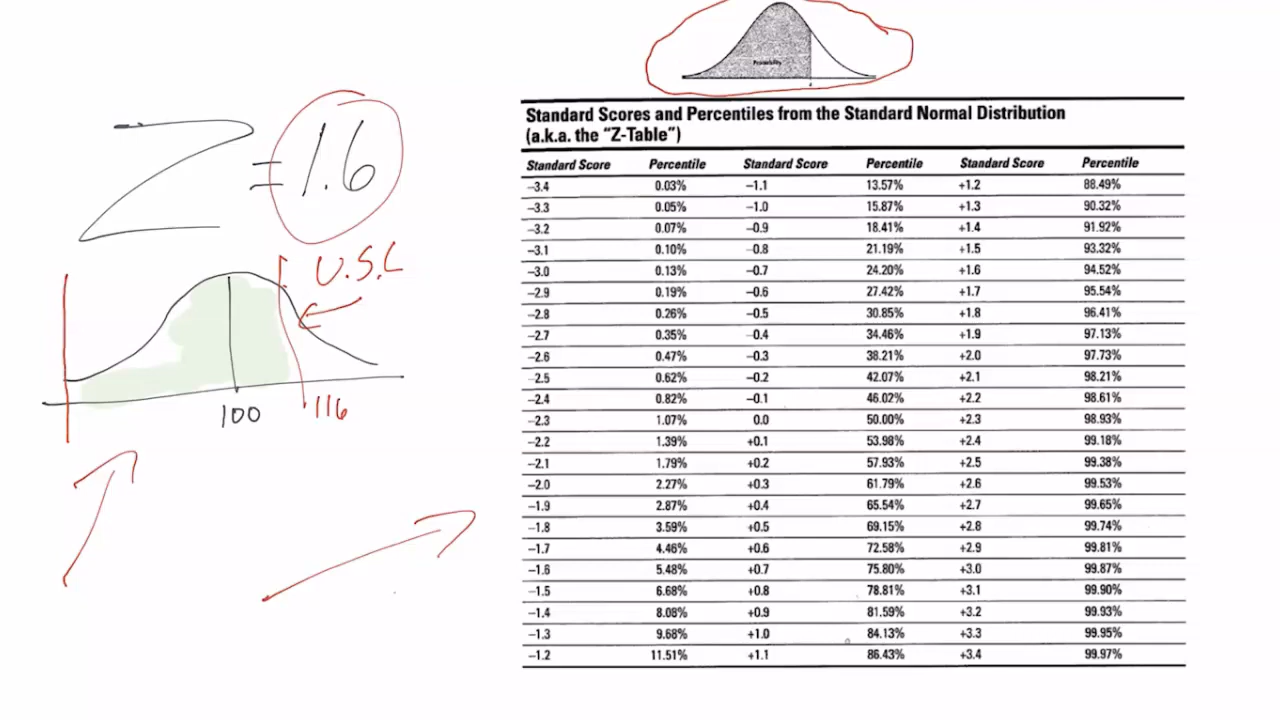 Z = 1.6
U.S.L
100
116
Probability
Standard Scores and Percentiles from the Standard Normal Distribution
(a.k.a. the “Z-Table”)
Standard Score Percentile Standard Score Percentile Standard Score Percentile
–3.4 0.03% –1.1 13.57% +1.2 88.49%
–3.3 0.05% –1.0 15.87% +1.3 90.32%
–3.2 0.07% –0.9 18.41% +1.4 91.92%
–3.1 0.10% –0.8 21.19% +1.5 93.32%
–3.0 0.13% –0.7 24.20% +1.6 94.52%
–2.9 0.19% –0.6 27.42% +1.7 95.54%
–2.8 0.26% –0.5 30.85% +1.8 96.41%
–2.7 0.35% –0.4 34.46% +1.9 97.13%
–2.6 0.47% –0.3 38.21% +2.0 97.73%
–2.5 0.62% –0.2 42.07% +2.1 98.21%
–2.4 0.82% –0.1 46.02% +2.2 98.61%
–2.3 1.07% 0.0 50.00% +2.3 98.93%
–2.2 1.39% +0.1 53.98% +2.4 99.18%
–2.1 1.79% +0.2 57.93% +2.5 99.38%
–2.0 2.27% +0.3 61.79% +2.6 99.53%
–1.9 2.87% +0.4 65.54% +2.7 99.65%
–1.8 3.59% +0.5 69.15% +2.8 99.74%
–1.7 4.46% +0.6 72.58% +2.9 99.81%
–1.6 5.48% +0.7 75.80% +3.0 99.87%
–1.5 6.68% +0.8 78.81% +3.1 99.90%
–1.4 8.08% +0.9 81.59% +3.2 99.93%
–1.3 9.68% +1.0 84.13% +3.3 99.95%
–1.2 11.51% +1.1 86.43% +3.4 99.97%